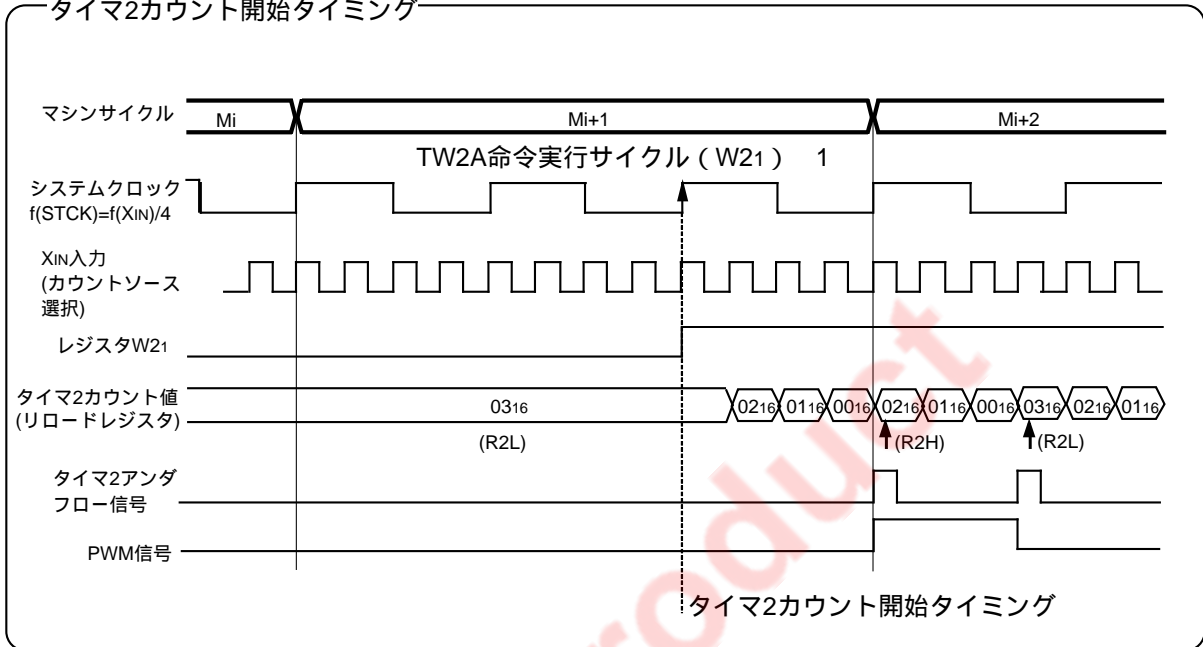 タイマ2カウント開始タイミング
マシンサイクル Mi Mi+1 Mi+2
TW2A命令実行サイクル（W21） 1
システムクロック
f(STCK)=f(XIN)/4
XIN入力
(カウントソース
選択)
レジスタW21
タイマ2カウント値
(リロードレジスタ)
0316 0216 0116 0016 0216 0116 0016 0316 0216 0116
(R2L) (R2H) (R2L)
タイマ2アンダ
フロー信号
PWM信号
タイマ2カウント開始タイミング
roduct